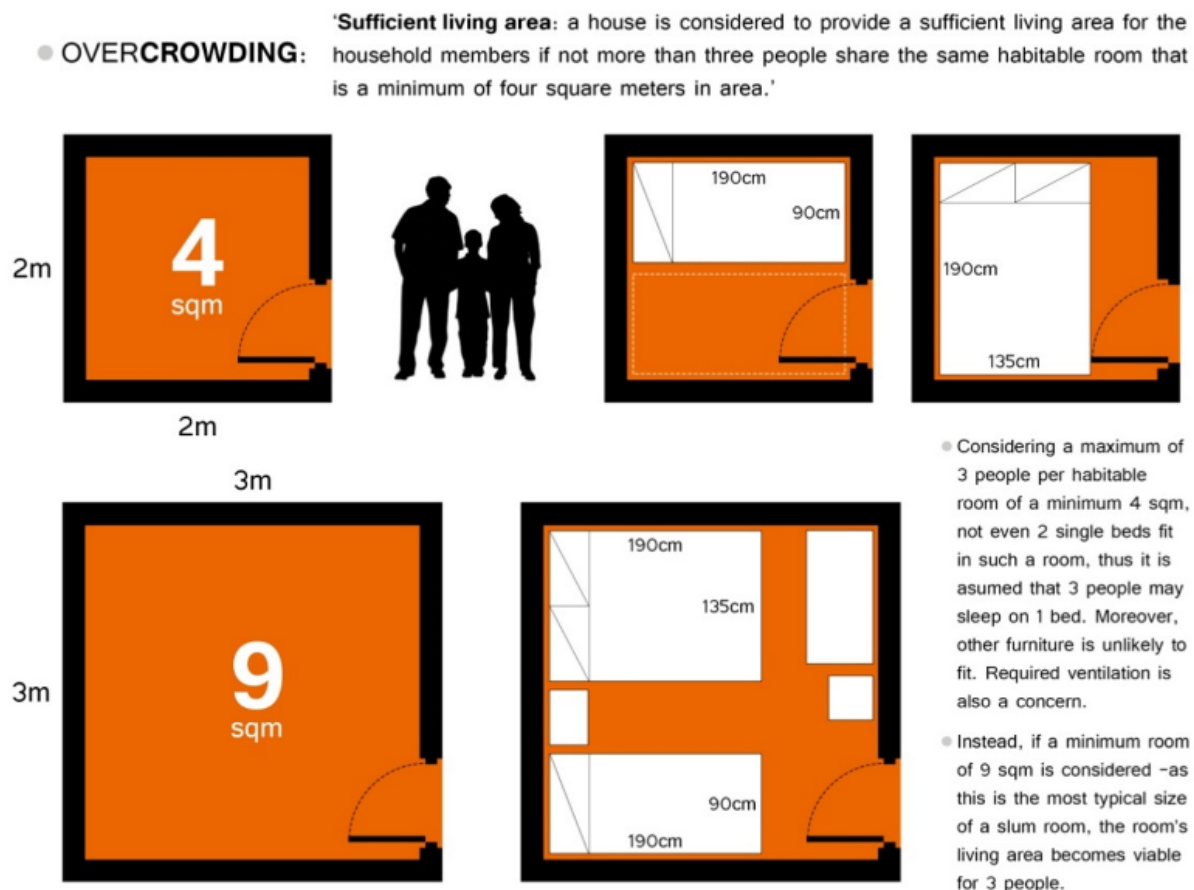 OVERCROWDING:
'Sufficient living area: a house is considered to provide a sufficient living area for the
household members if not more than three people share the same habitable room that
is a minimum of four square meters in area.'
2m
4
sqm
2m
190cm
90cm
190cm
135cm
3m
3m
9
sqm
190cm
135cm
90cm
190cm
Considering a maximum of
3 people per habitable
room of a minimum 4 sqm,
not even 2 single beds fit
in such a room, thus it is
asumed that 3 people may
sleep on 1 bed. Moreover,
other furniture is unlikely to
fit. Required ventilation is
also a concern.
Instead, if a minimum room
of 9 sqm is considered -as
this is the most typical size
of a slum room, the room's
living area becomes viable
for 3 people.